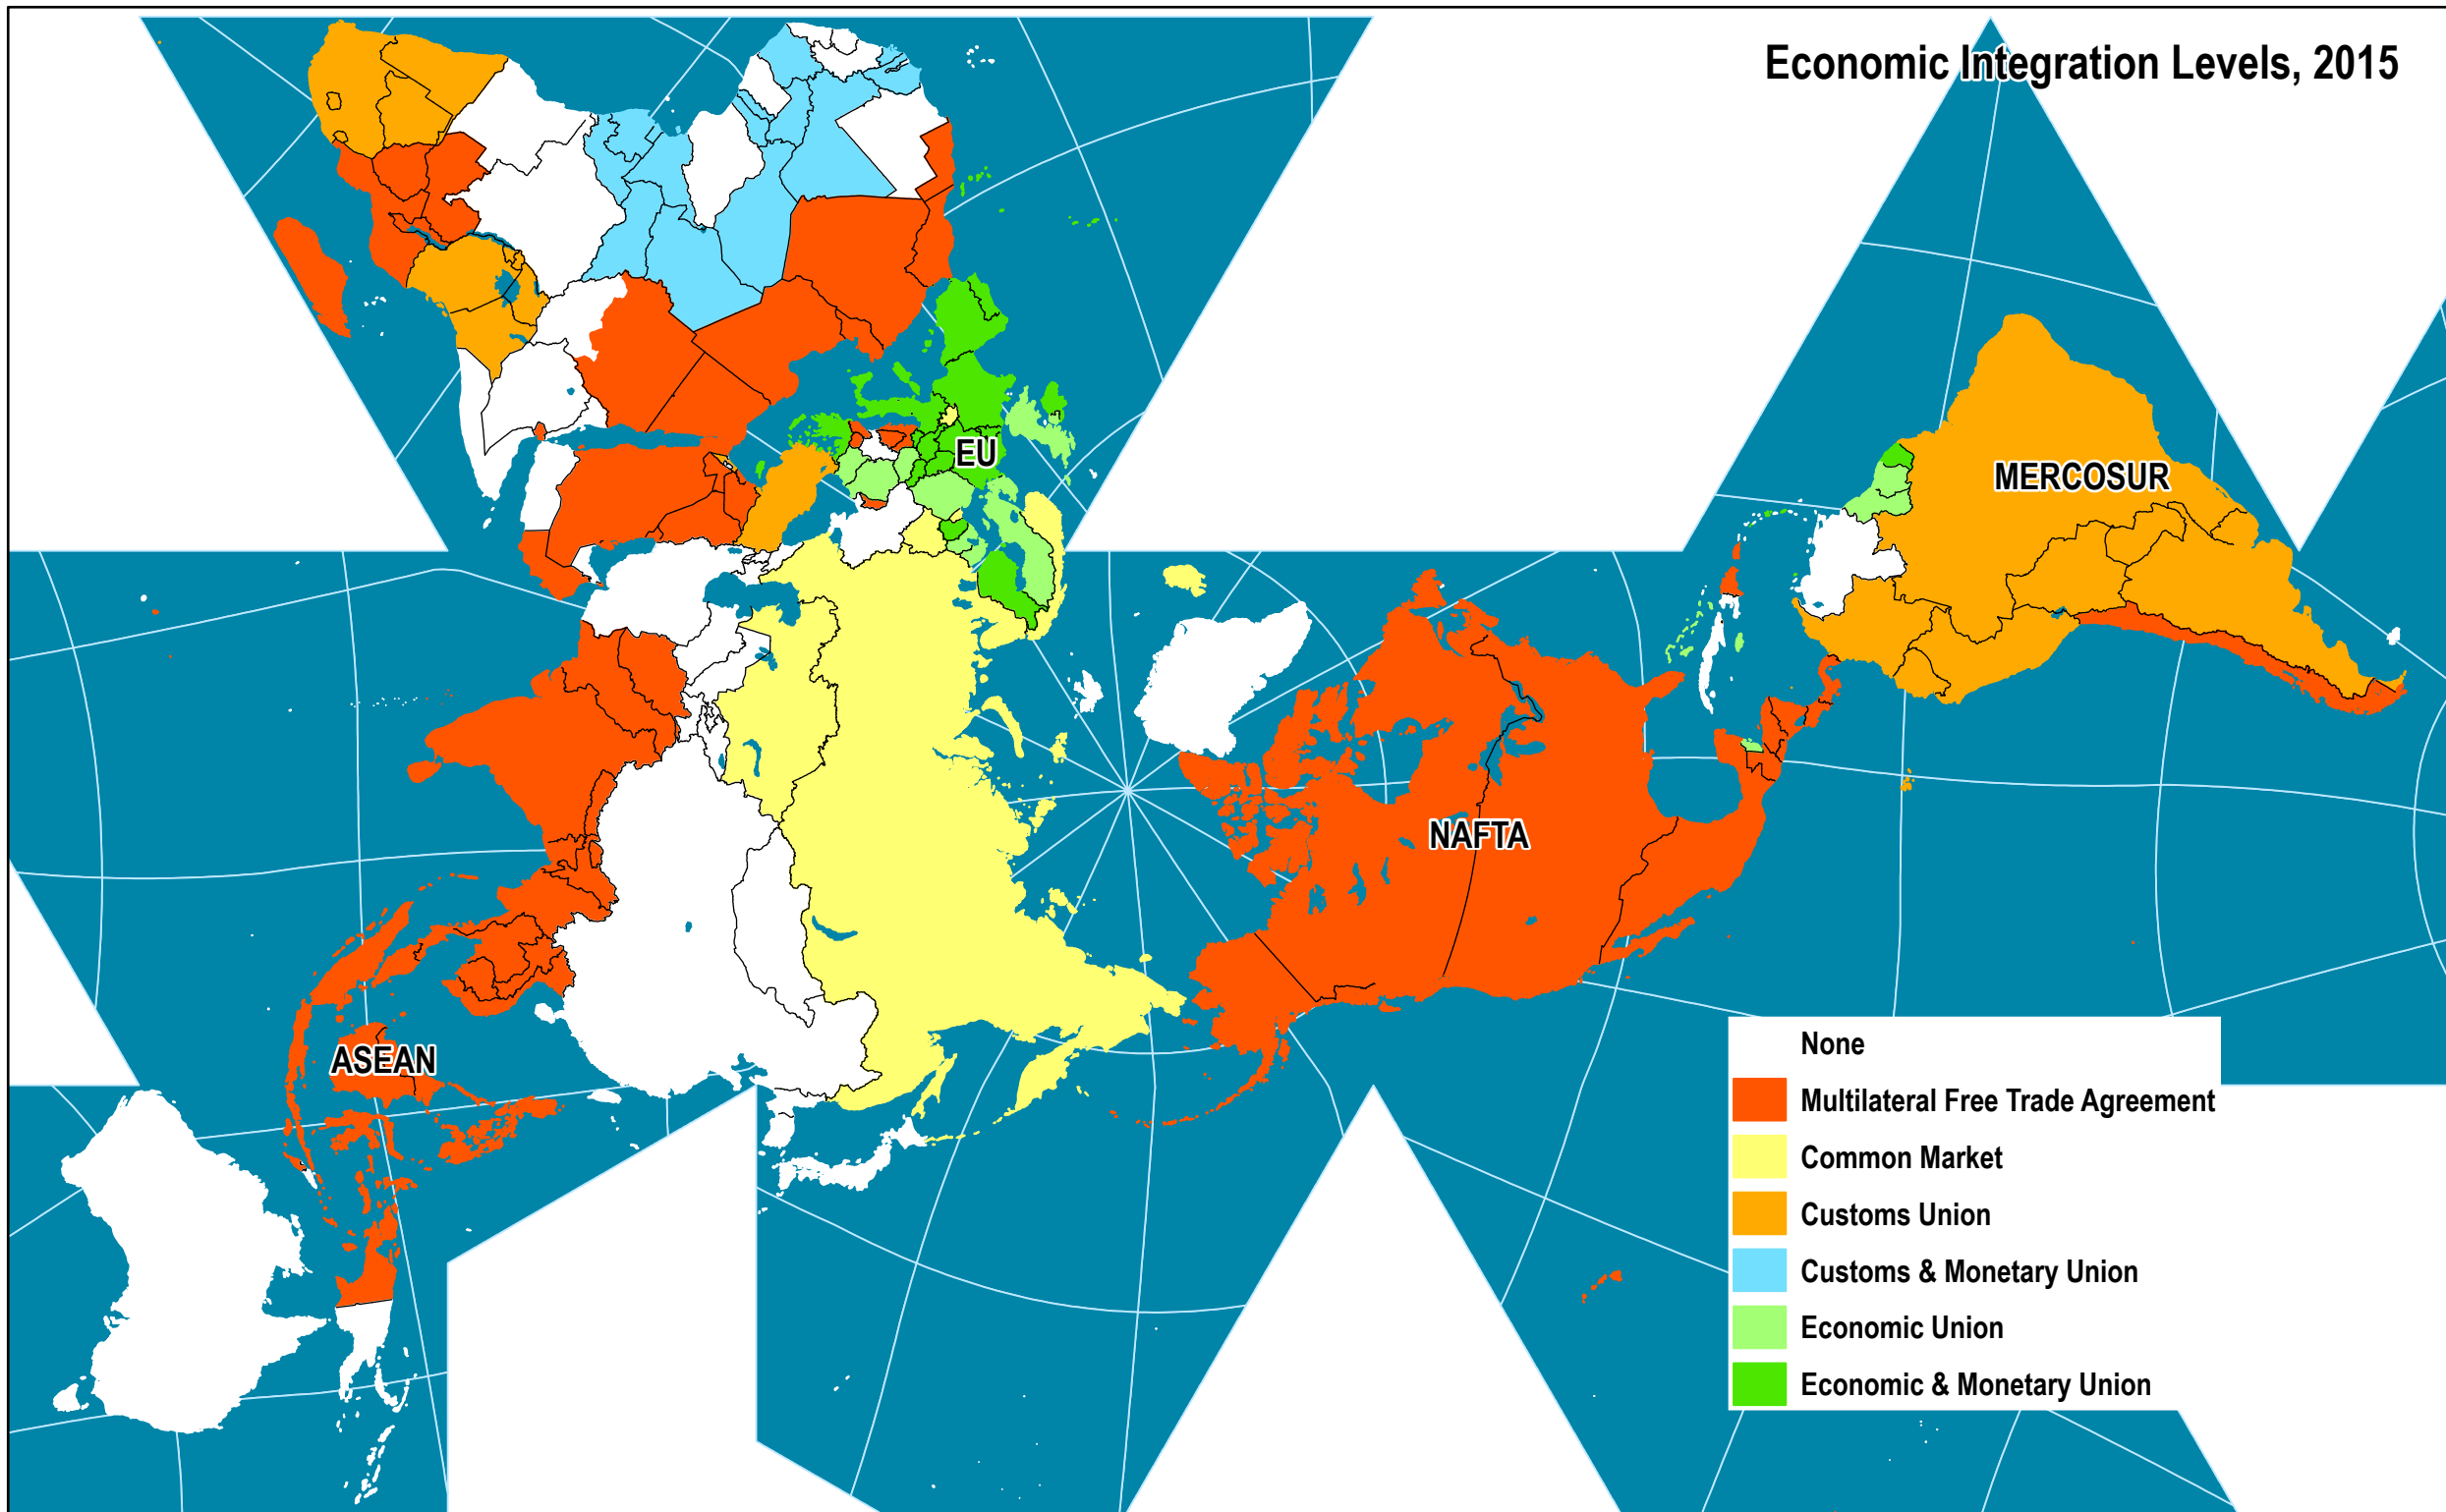 Economic Integration Levels, 2015
EU
MERCOSUR
NAFTA
ASEAN
None
Multilateral Free Trade Agreement
Common Market
Customs Union
Customs & Monetary Union
Economic Union
Economic & Monetary Union